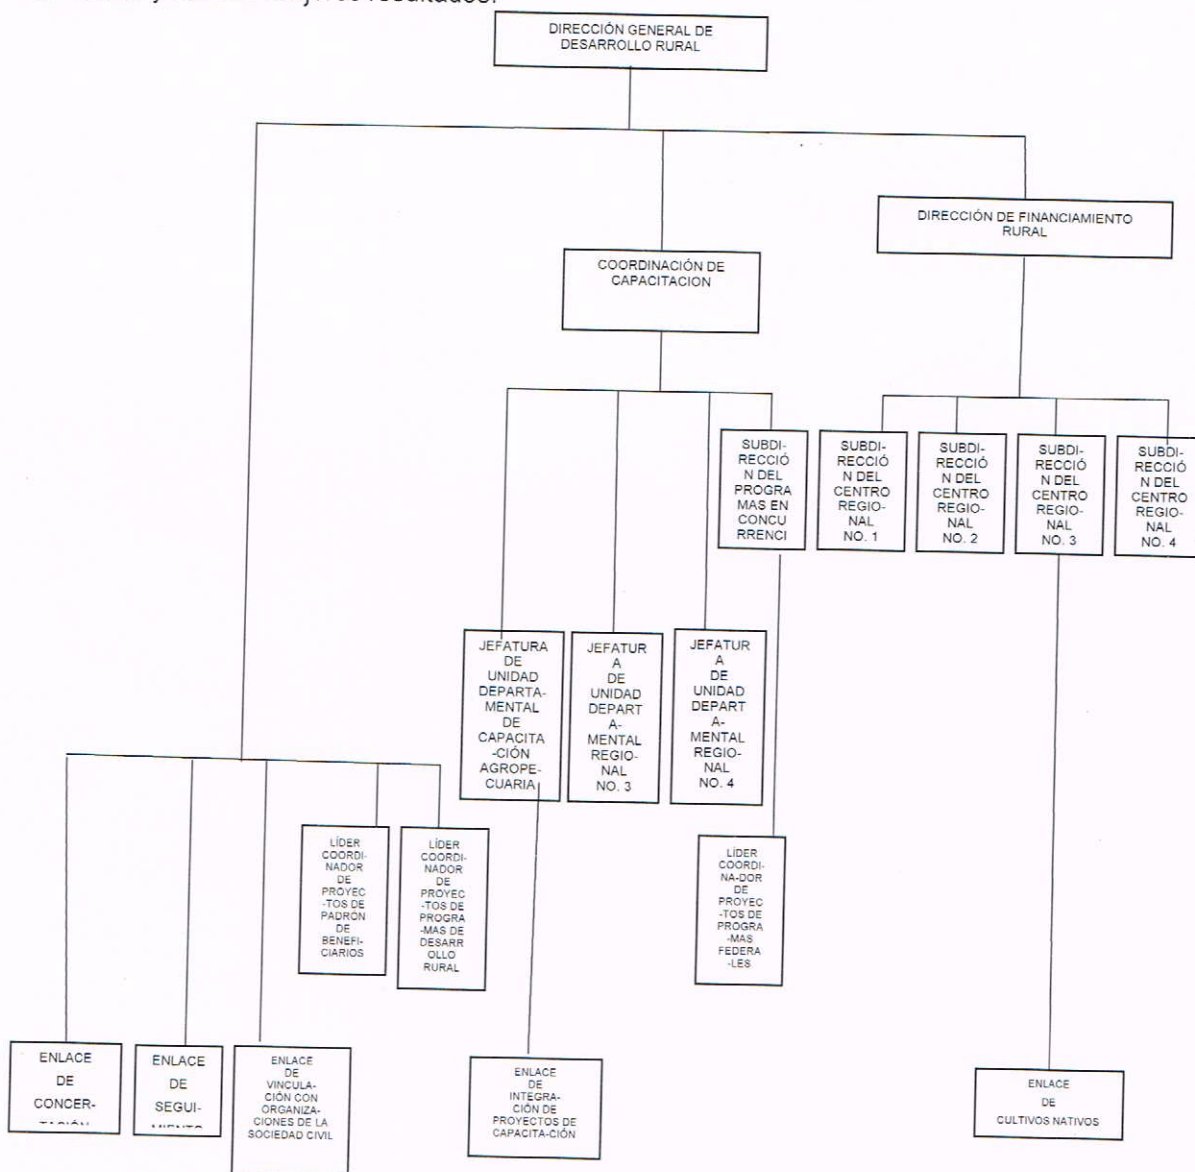 resultados.
DIRECCIÓN GENERAL DE
DESARROLLO RURAL
DIRECCIÓN DE FINANCIAMIENTO
RURAL
COORDINACIÓN DE
CAPACITACION
SUBDI-
RECCIÓ
N DEL
PROGRA
MAS EN
CONCU
RRENCI
SUBDI-
RECCIÓ
N DEL
CENTRO
REGIO-
NAL
NO. 1
SUBDI-
RECCIÓ
N DEL
CENTRO
REGIO-
NAL
NO. 2
SUBDI-
RECCIÓ
N DEL
CENTRO
REGIO-
NAL
NO. 3
SUBDI-
RECCIÓ
N DEL
CENTRO
REGIO-
NAL
NO. 4
JEFATURA
DE
UNIDAD
DEPARTA-
MENTAL
DE
CAPACITA
-CIÓN
AGROPE-
CUARIA
JEFATUR
A
DE
UNIDAD
DEPART
A-
MENTAL
REGIO-
NAL
NO. 3
JEFATUR
A
DE
UNIDAD
DEPART
A-
MENTAL
REGIO-
NAL
NO. 4
LÍDER
COORDI-
NADOR
DE
PROYEC
-TOS DE
PADRÓN
DE
BENEFI-
CIARIOS
LÍDER
COORDI-
NADOR
DE
PROYEC
-TOS DE
PROGRA
-MAS DE
DESARR
OLLO
RURAL
LÍDER
COORDI-
NA-DOR
DE
PROYEC
-TOS DE
PROGRA
-MAS
FEDERA
-LES
ENLACE
DE
CONCER-
ENLACE
DE
SEGUI-
ENLACE
DE
VINCULA-
CIÓN CON
ORGANIZA-
CIONES DE LA
SOCIEDAD CIVIL
ENLACE
DE
INTEGRA-
CIÓN DE
PROYECTOS DE
CAPACITA-CIÓN
ENLACE
DE
CULTIVOS NATIVOS